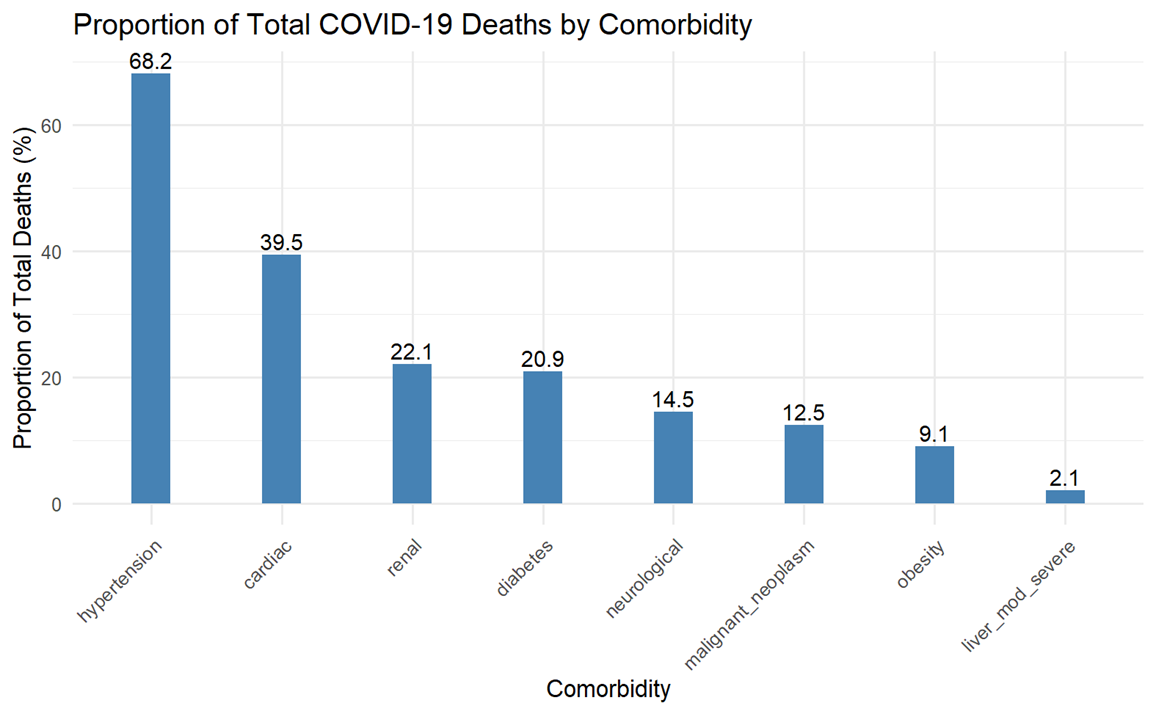 Proportion of Total COVID-19 Deaths by Comorbidity
Proportion of Total Deaths (%)
60
40
20
0
68.2
39.5
22.1
20.9
14.5
12.5
9.1
2.1
hypertension
cardiac
renal
diabetes
neurological
malignant_neoplasm
obesity
liver_mod_severe
Comorbidity